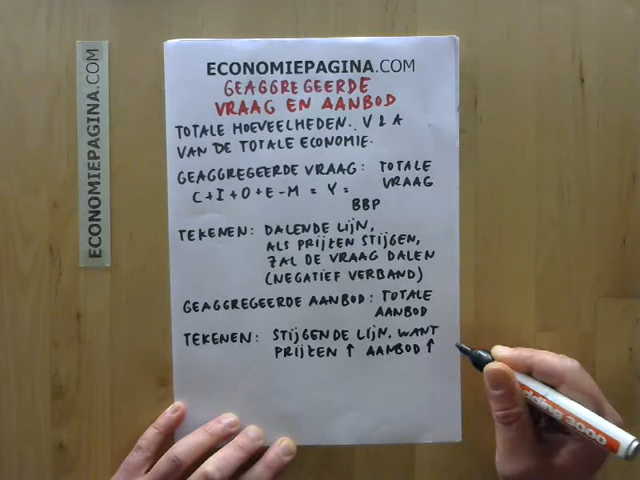 ECONOMIEPAGINA.COM
ECONOMIEPAGINA.COM
GEAGGREGEERDE
VRAAG EN AANBOD
TOTALE HOEVEELHEDEN. V & A
VAN DE TOTALE ECONOMIE.
GEAGGREGEERDE VRAAG: TOTALE
VRAAG
C+I+O+E-M = Y =
BBP
TEKENEN: DALENDE LIJN,
ALS PRIJZEN STIJGEN,
ZAL DE VRAAG DALEN
(NEGATIEF VERBAND)
GEAGGREGEERDE AANBOD: TOTALE
AANBOD
TEKENEN: STIJGENDE LIJN, WANT
PRIJZEN ↑ AANBOD ↑
edding 3000